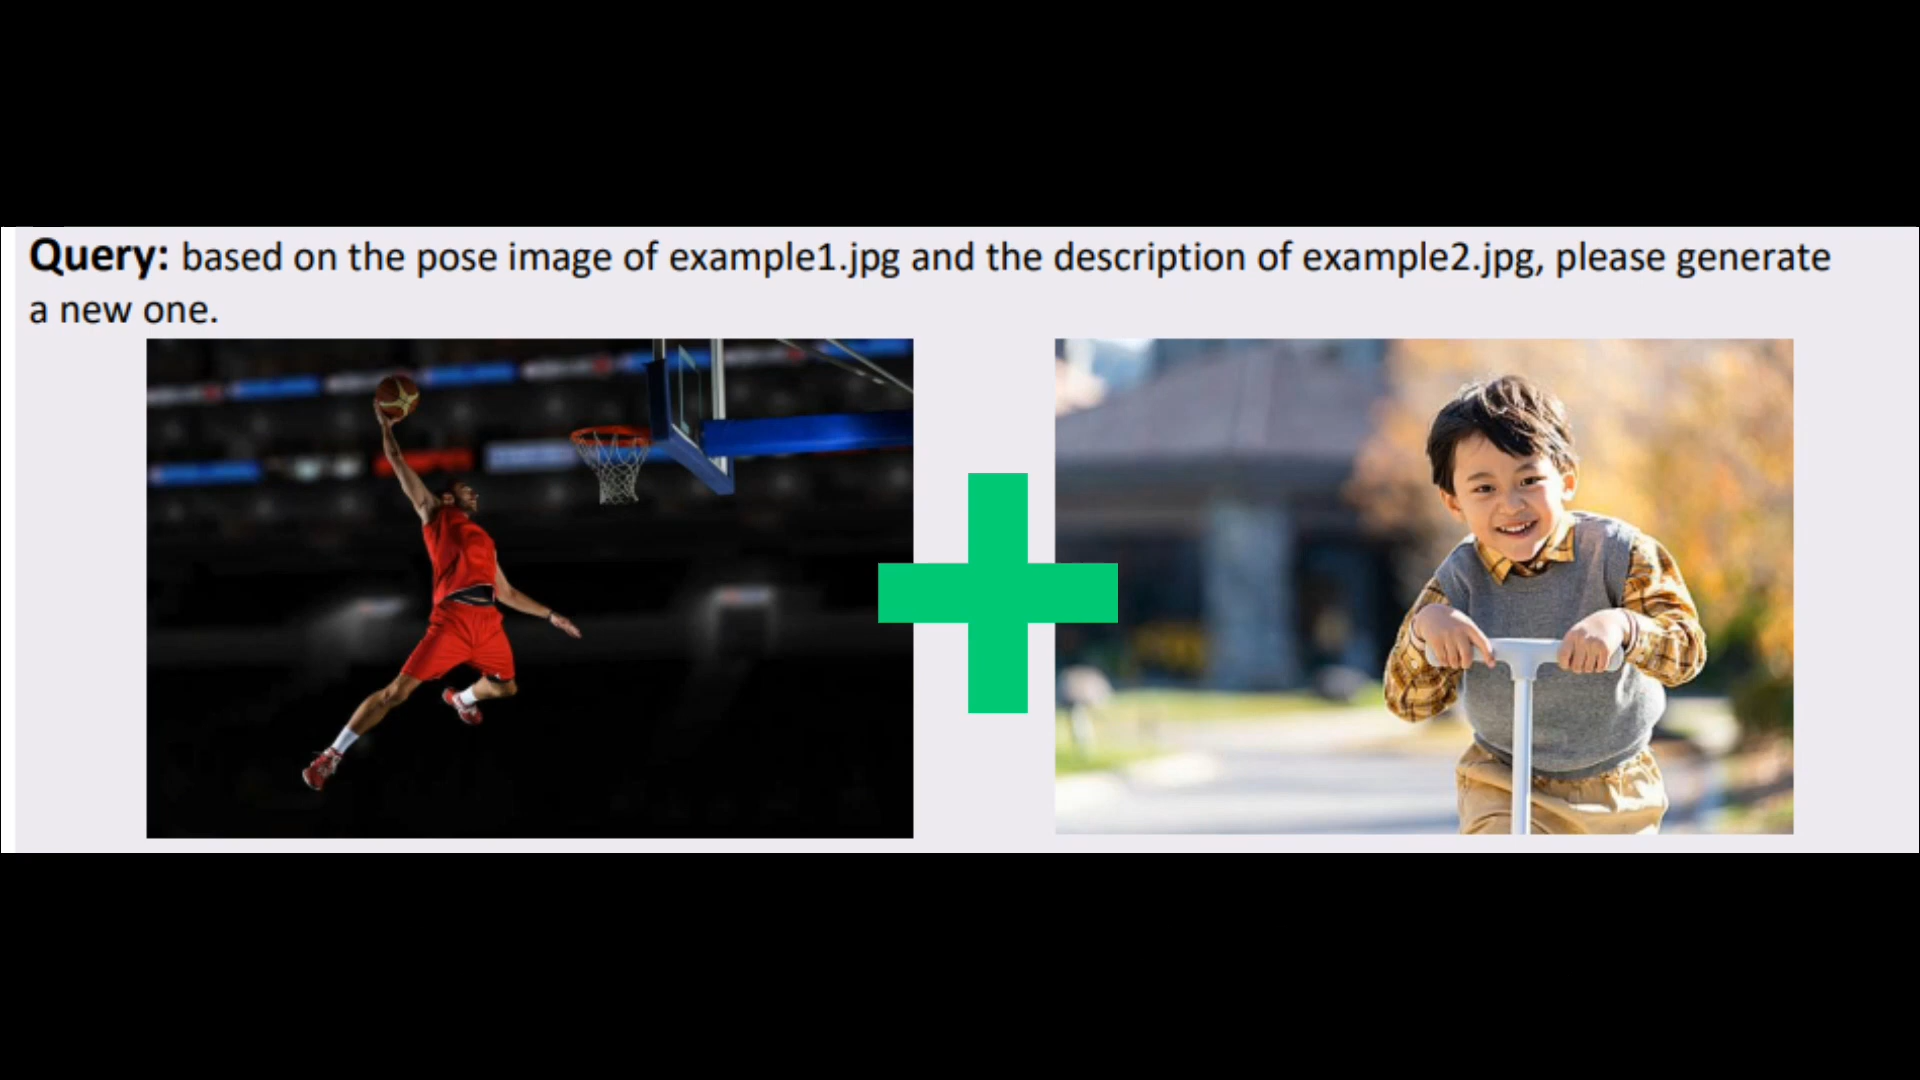 Query: based on the pose image of example1.jpg and the description of example2.jpg, please generate
a new one.